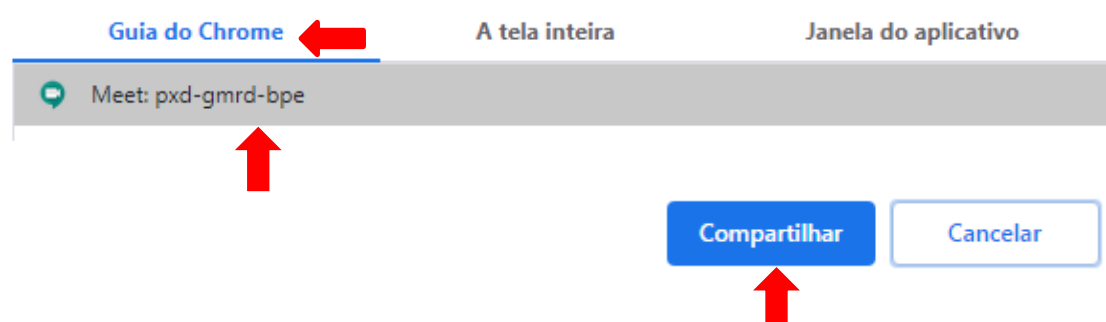 Guia do Chrome A tela inteira Janela do aplicativo
Meet: pxd-gmrd-bpe
Compartilhar Cancelar